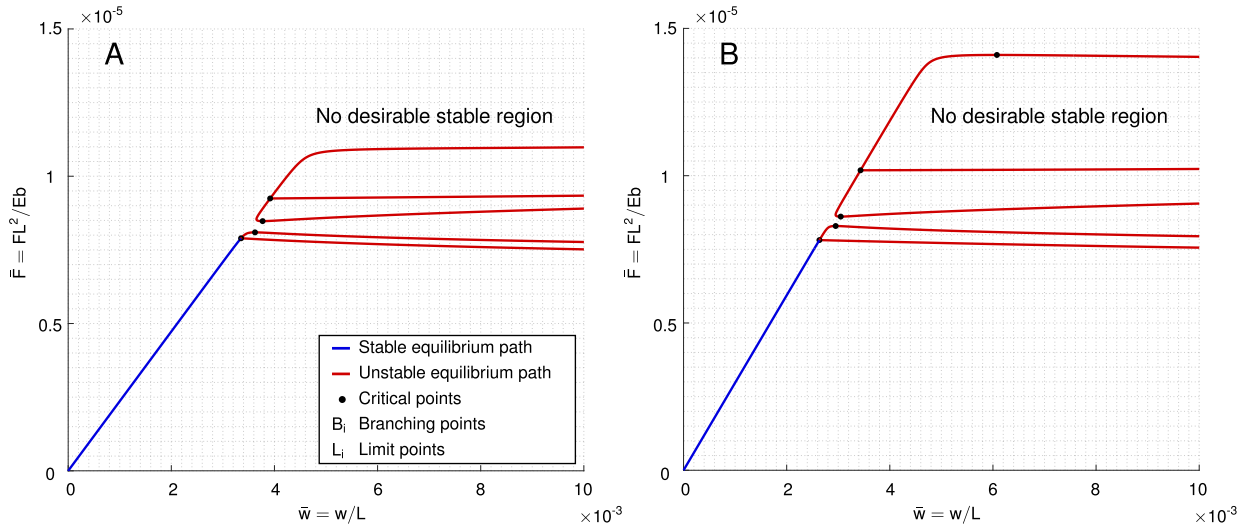 ×10⁻⁵
1.5
A
No desirable stable region
1
F̄ = FL²/Eb
0.5
Stable equilibrium path
Unstable equilibrium path
Critical points
Bᵢ Branching points
Lᵢ Limit points
0
0 2 4 6 8 10
w̄ = w/L
×10⁻³
×10⁻⁵
1.5
B
No desirable stable region
1
F̄ = FL²/Eb
0.5
0
0 2 4 6 8 10
w̄ = w/L
×10⁻³